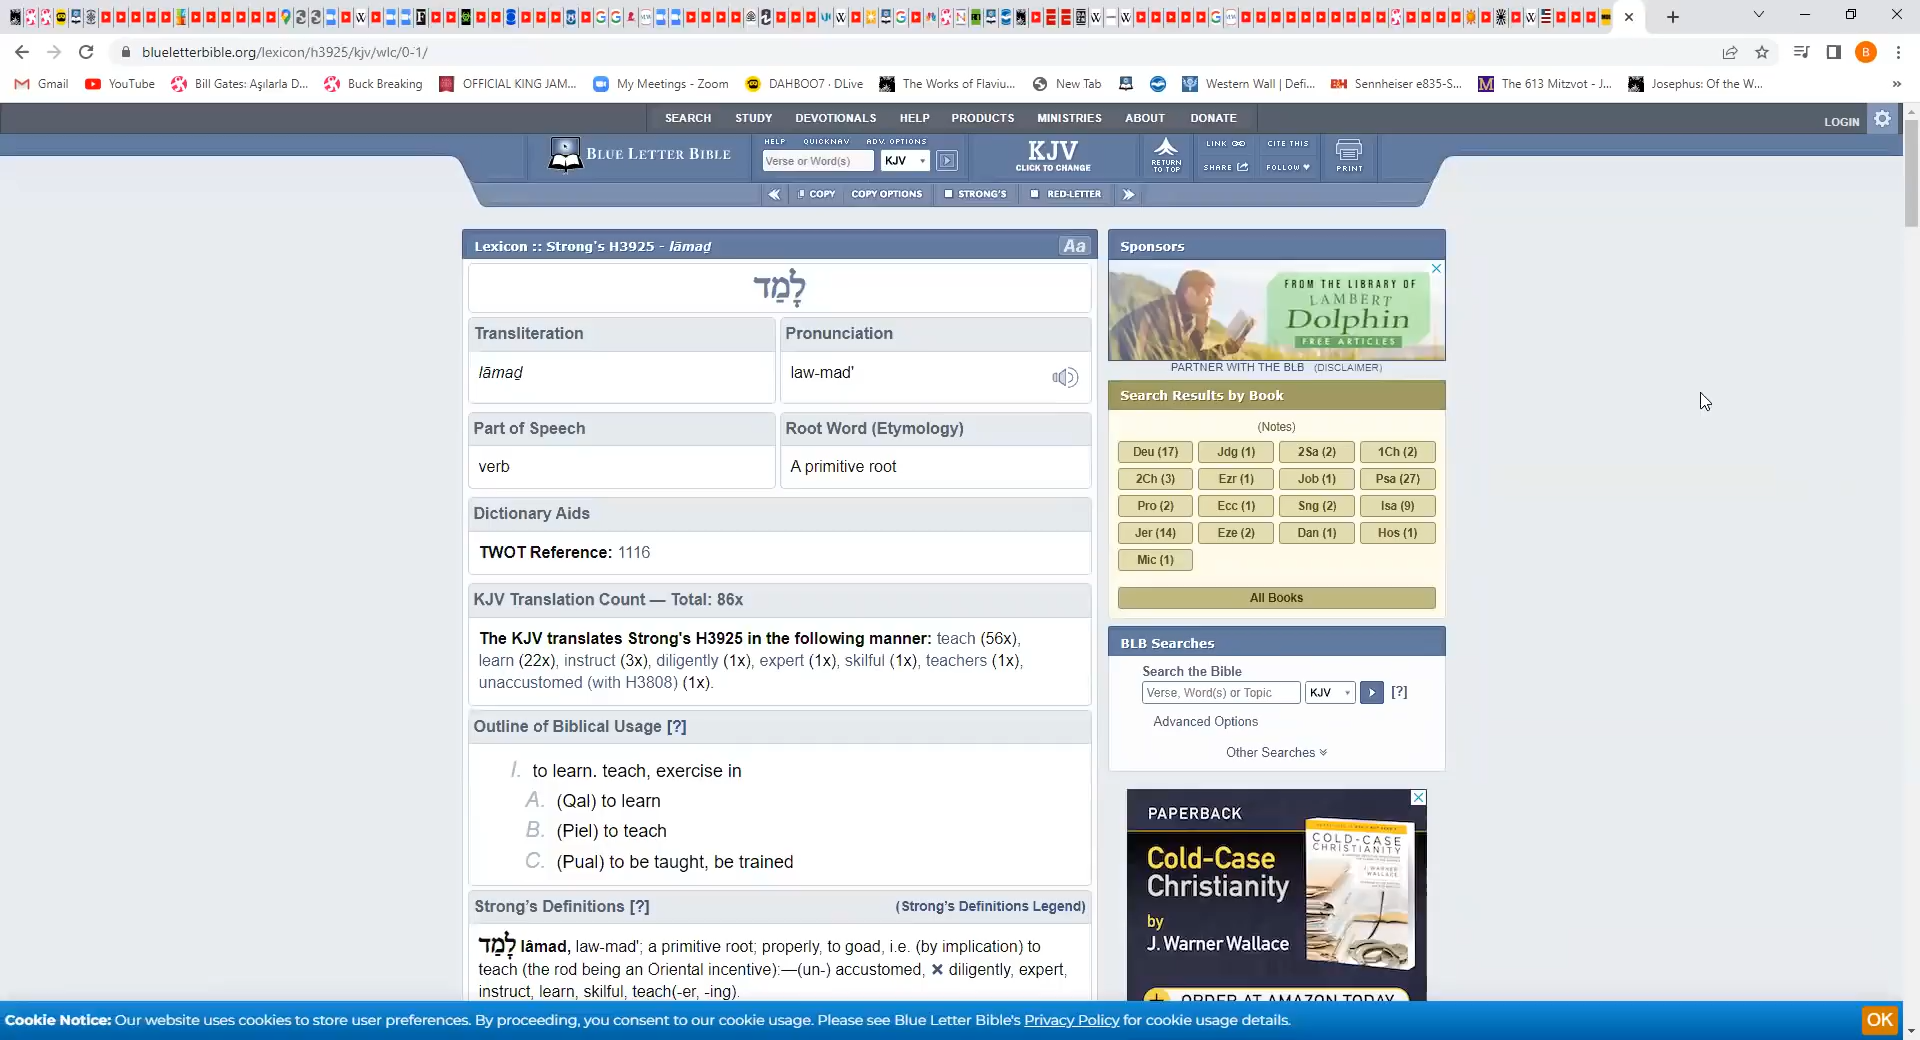 blueletterbible.org/lexicon/h3925/kjv/wlc/0-1/
B
Gmail
YouTube
Bill Gates: Aşılarla D...
Buck Breaking
OFFICIAL KING JAM...
My Meetings - Zoom
DAHBOO7 · DLive
The Works of Flaviu...
New Tab
Western Wall | Defi...
Sennheiser e835-S...
The 613 Mitzvot - J...
Josephus: Of the W...
SEARCH STUDY DEVOTIONALS HELP PRODUCTS MINISTRIES ABOUT DONATE
LOGIN
BLUE LETTER BIBLE
HELP QUICKNAV ADV. OPTIONS
Verse or Word(s) KJV
KJV
CLICK TO CHANGE
RETURN
TO TOP
LINK CITE THIS
SHARE FOLLOW
PRINT
COPY COPY OPTIONS STRONG'S RED-LETTER
Lexicon :: Strong's H3925 - lāmaḏ
Aa
לָמַד
Transliteration
lāmaḏ
Pronunciation
law-mad'
Part of Speech
verb
Root Word (Etymology)
A primitive root
Dictionary Aids
TWOT Reference: 1116
KJV Translation Count — Total: 86x
The KJV translates Strong's H3925 in the following manner: teach (56x),
learn (22x), instruct (3x), diligently (1x), expert (1x), skilful (1x), teachers (1x),
unaccustomed (with H3808) (1x).
Outline of Biblical Usage [?]
I. to learn. teach, exercise in
A. (Qal) to learn
B. (Piel) to teach
C. (Pual) to be taught, be trained
Strong's Definitions [?] (Strong's Definitions Legend)
לָמַד lâmad, law-mad'; a primitive root; properly, to goad, i.e. (by implication) to
teach (the rod being an Oriental incentive):—(un-) accustomed, × diligently, expert,
instruct, learn, skilful, teach(-er, -ing).
Sponsors
FROM THE LIBRARY OF
LAMBERT
Dolphin
FREE ARTICLES
PARTNER WITH THE BLB (DISCLAIMER)
Search Results by Book
(Notes)
Deu (17) Jdg (1) 2Sa (2) 1Ch (2)
2Ch (3) Ezr (1) Job (1) Psa (27)
Pro (2) Ecc (1) Sng (2) Isa (9)
Jer (14) Eze (2) Dan (1) Hos (1)
Mic (1)
All Books
BLB Searches
Search the Bible
Verse, Word(s) or Topic KJV [?]
Advanced Options
Other Searches
PAPERBACK
Cold-Case
Christianity
by
J. Warner Wallace
COLD-CASE
CHRISTIANITY
ORDER AT AMAZON TODAY
Cookie Notice: Our website uses cookies to store user preferences. By proceeding, you consent to our cookie usage. Please see Blue Letter Bible's Privacy Policy for cookie usage details.
OK